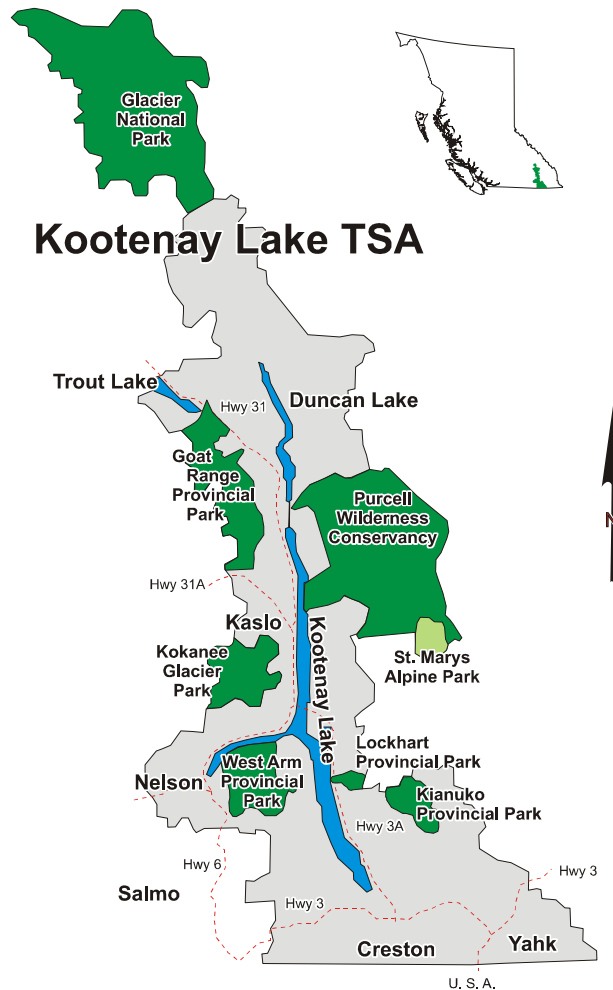 Glacier
National
Park
Kootenay Lake TSA
Trout Lake
Hwy 31
Duncan Lake
Goat
Range
Provincial
Park
Purcell
Wilderness
Conservancy
N
Hwy 31A
Kaslo
Kokanee
Glacier
Park
Kootenay Lake
St. Marys
Alpine Park
Lockhart
Provincial Park
West Arm
Provincial
Park
Nelson
Kianuko
Provincial Park
Hwy 3A
Hwy 6
Hwy 3
Salmo
Hwy 3
Creston
Yahk
U. S. A.